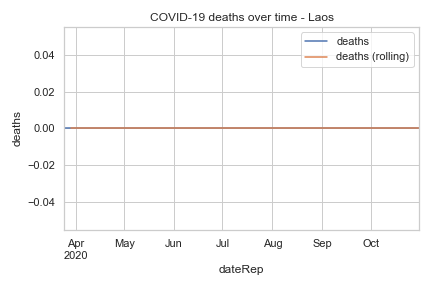 COVID-19 deaths over time - Laos
deaths
deaths (rolling)
0.04
0.02
0.00
−0.02
−0.04
deaths
Apr May Jun Jul Aug Sep Oct
2020
dateRep